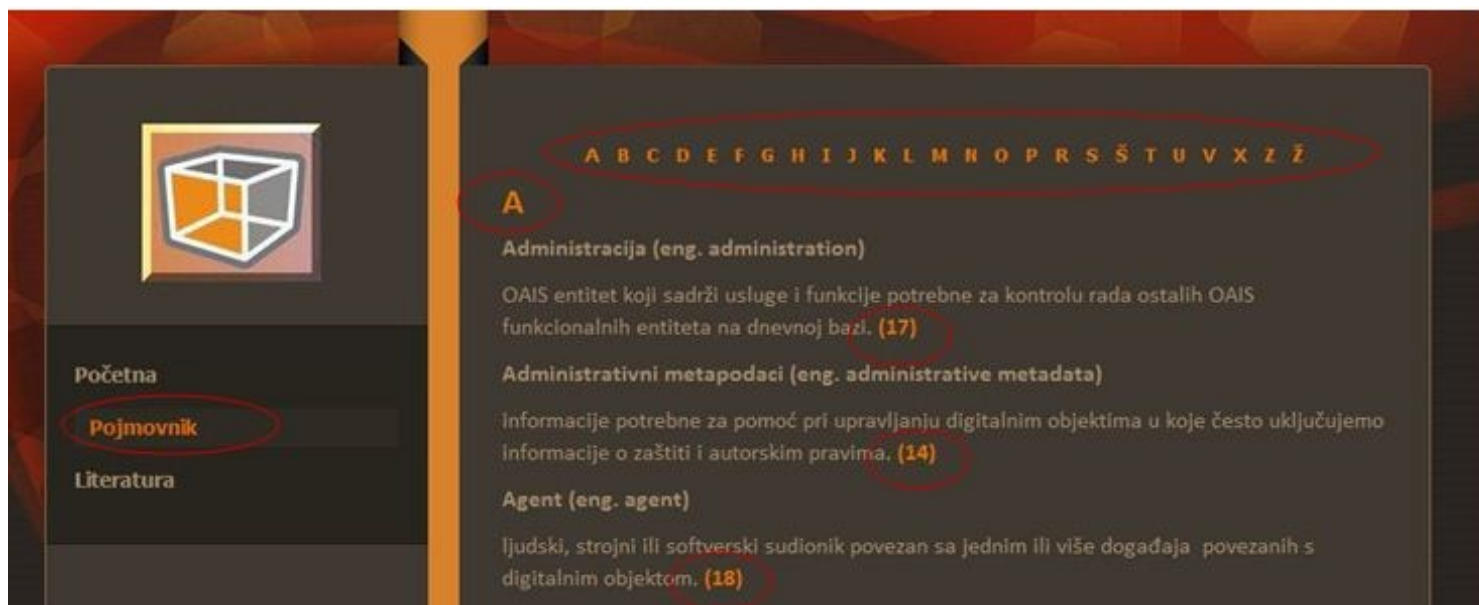 A B C D E F G H I J K L M N O P R S Š T U V X Z Ž
A
Administracija (eng. administration)
OAIS entitet koji sadrži usluge i funkcije potrebne za kontrolu rada ostalih OAIS
funkcionalnih entiteta na dnevnoj bazi. (17)
Administrativni metapodaci (eng. administrative metadata)
Informacije potrebne za pomoć pri upravljanju digitalnim objektima u koje često uključujemo
informacije o zaštiti i autorskim pravima. (14)
Agent (eng. agent)
ljudski, strojni ili softverski sudionik povezan sa jednim ili više događaja povezanih s
digitalnim objektom. (18)
Početna
Pojmovnik
Literatura